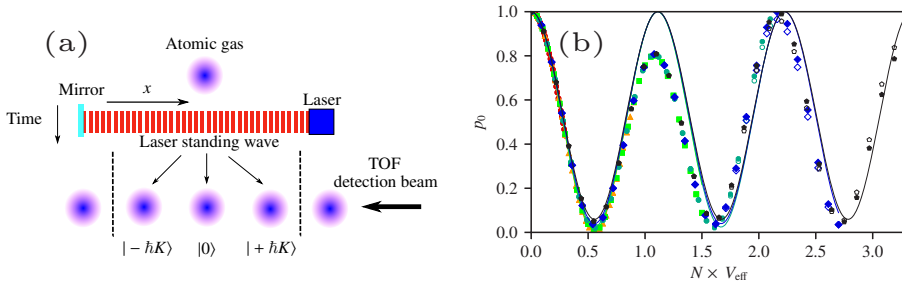 (a)
Atomic gas
Mirror
x
Laser
Time
Laser standing wave
TOF
detection beam
|−ℏK⟩
|0⟩
|+ℏK⟩
(b)
1.0
0.8
0.6
0.4
0.2
0.0
p₀
0.0 0.5 1.0 1.5 2.0 2.5 3.0
N × V_eff